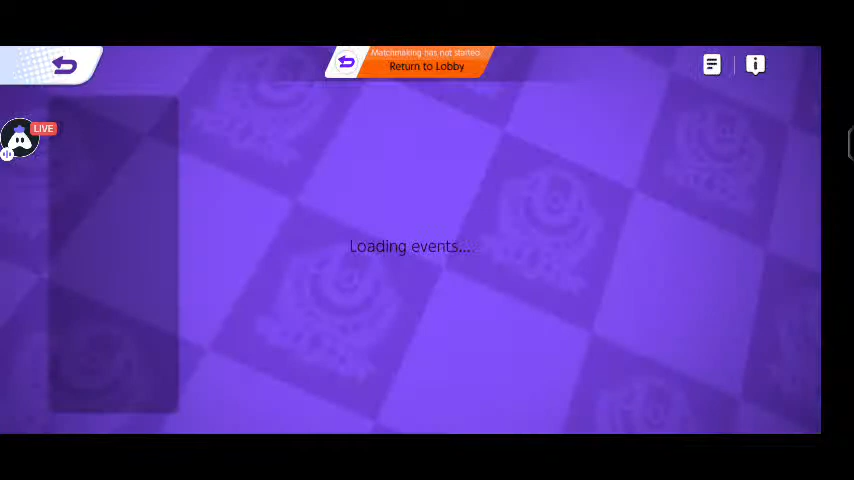 Matchmaking has not started
Return to Lobby
LIVE
Loading events...